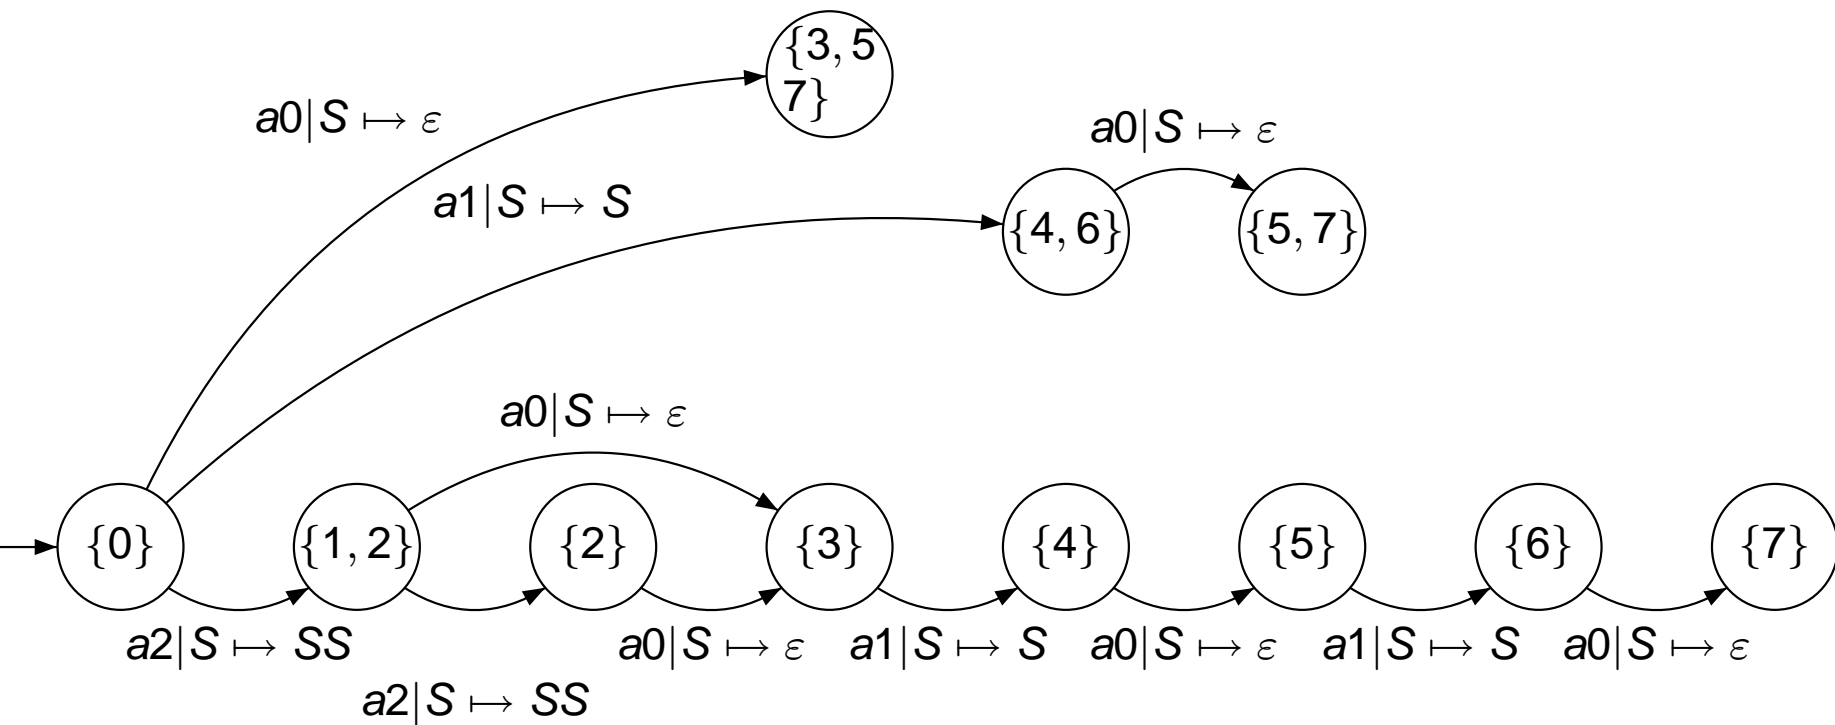 {3, 5
7}
a0|S ↦ ε
a0|S ↦ ε
a1|S ↦ S
{4, 6}
{5, 7}
a0|S ↦ ε
{0}
{1, 2}
{2}
{3}
{4}
{5}
{6}
{7}
a2|S ↦ SS
a0|S ↦ ε
a1|S ↦ S
a0|S ↦ ε
a1|S ↦ S
a0|S ↦ ε
a2|S ↦ SS